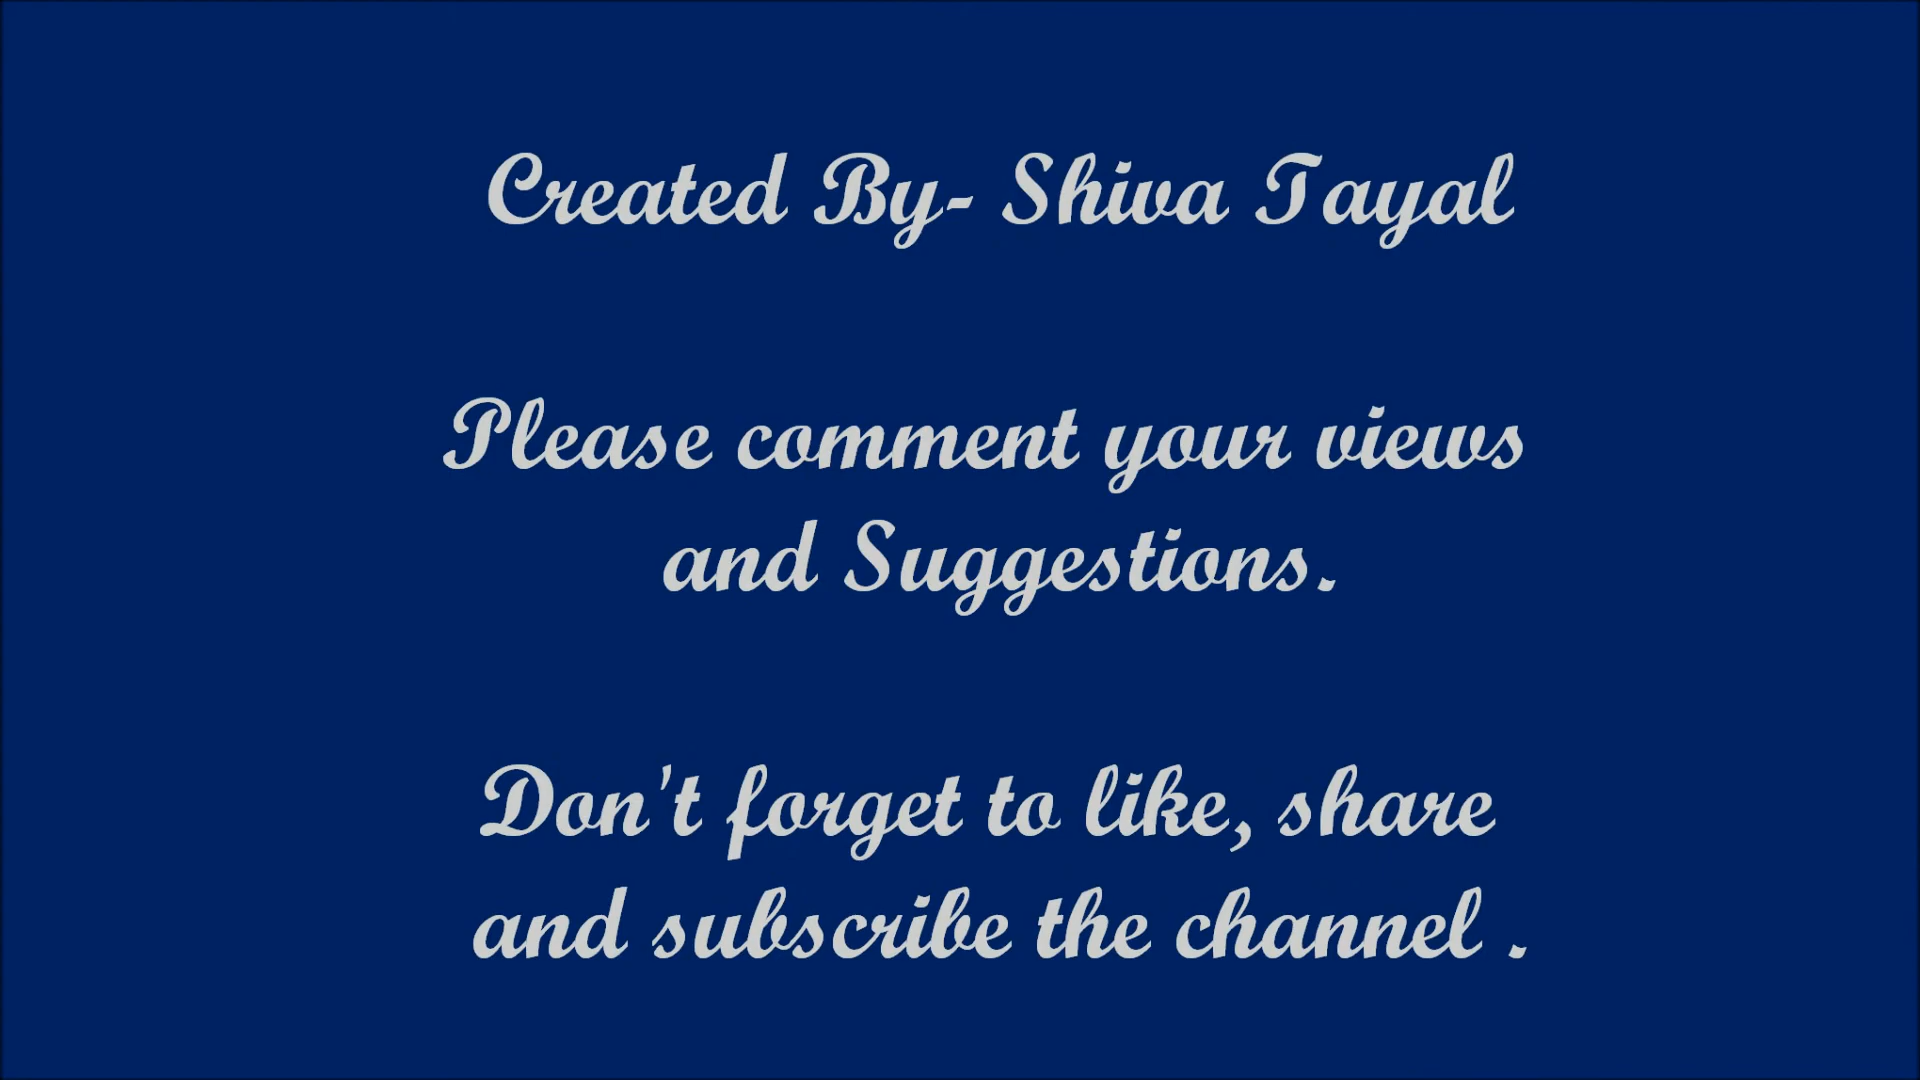 Created By- Shiva Tayal
Please comment your views
and Suggestions.
Don't forget to like, share
and subscribe the channel .